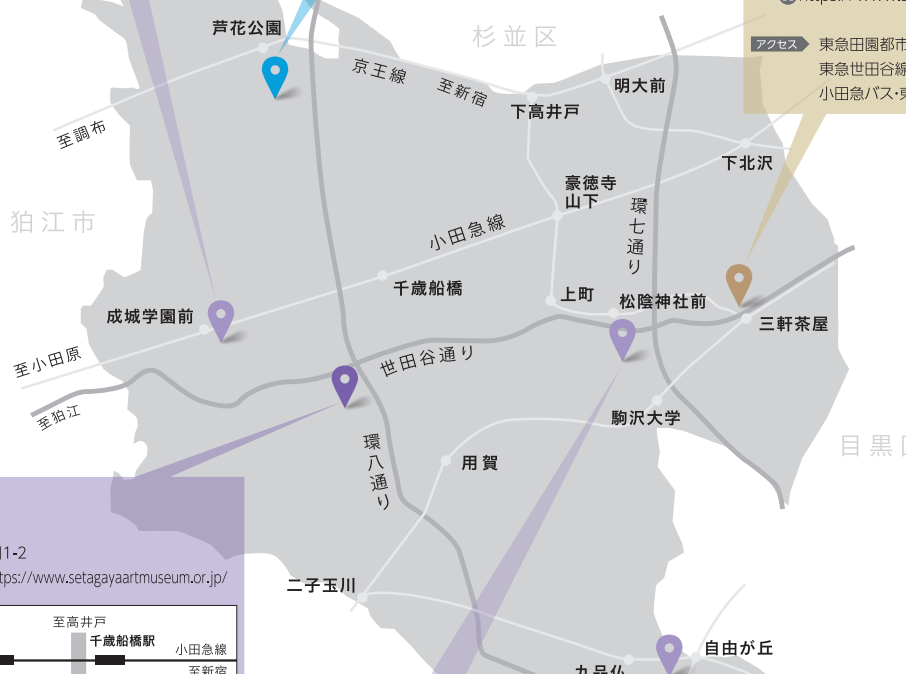 芦花公園
杉並区
アクセス
東急田園都市
東急世田谷線
小田急バス・東
京王線
至新宿
明大前
下高井戸
至調布
下北沢
豪徳寺
山下
環七通り
狛江市
小田急線
千歳船橋
上町
松陰神社前
成城学園前
三軒茶屋
至小田原
世田谷通り
至狛江
駒沢大学
目黒区
環八通り
用賀
1-2
tps://www.setagayaartmuseum.or.jp/
二子玉川
至高井戸
千歳船橋駅
小田急線
至新宿
自由が丘
九品仏